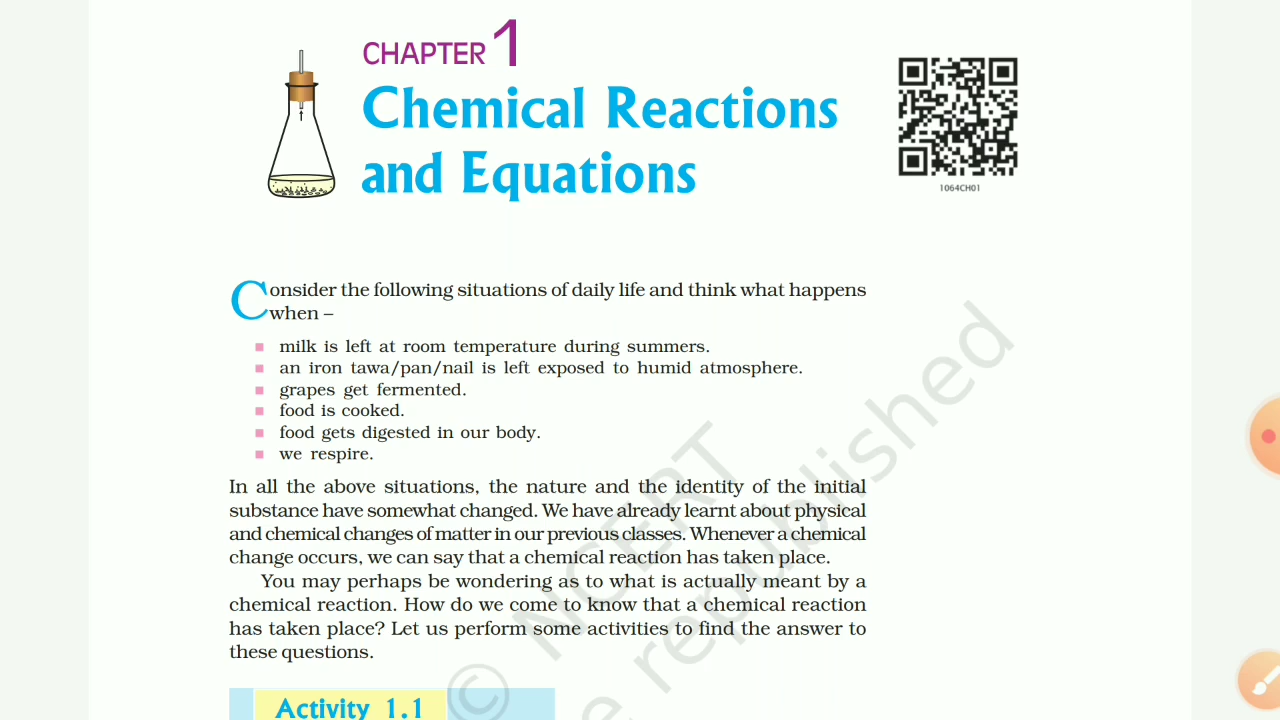 CHAPTER 1
Chemical Reactions
and Equations
1064CH01
Consider the following situations of daily life and think what happens
when –
milk is left at room temperature during summers.
an iron tawa/pan/nail is left exposed to humid atmosphere.
grapes get fermented.
food is cooked.
food gets digested in our body.
we respire.
In all the above situations, the nature and the identity of the initial
substance have somewhat changed. We have already learnt about physical
and chemical changes of matter in our previous classes. Whenever a chemical
change occurs, we can say that a chemical reaction has taken place.
You may perhaps be wondering as to what is actually meant by a
chemical reaction. How do we come to know that a chemical reaction
has taken place? Let us perform some activities to find the answer to
these questions.
Activity 1.1
© NCERT
republished